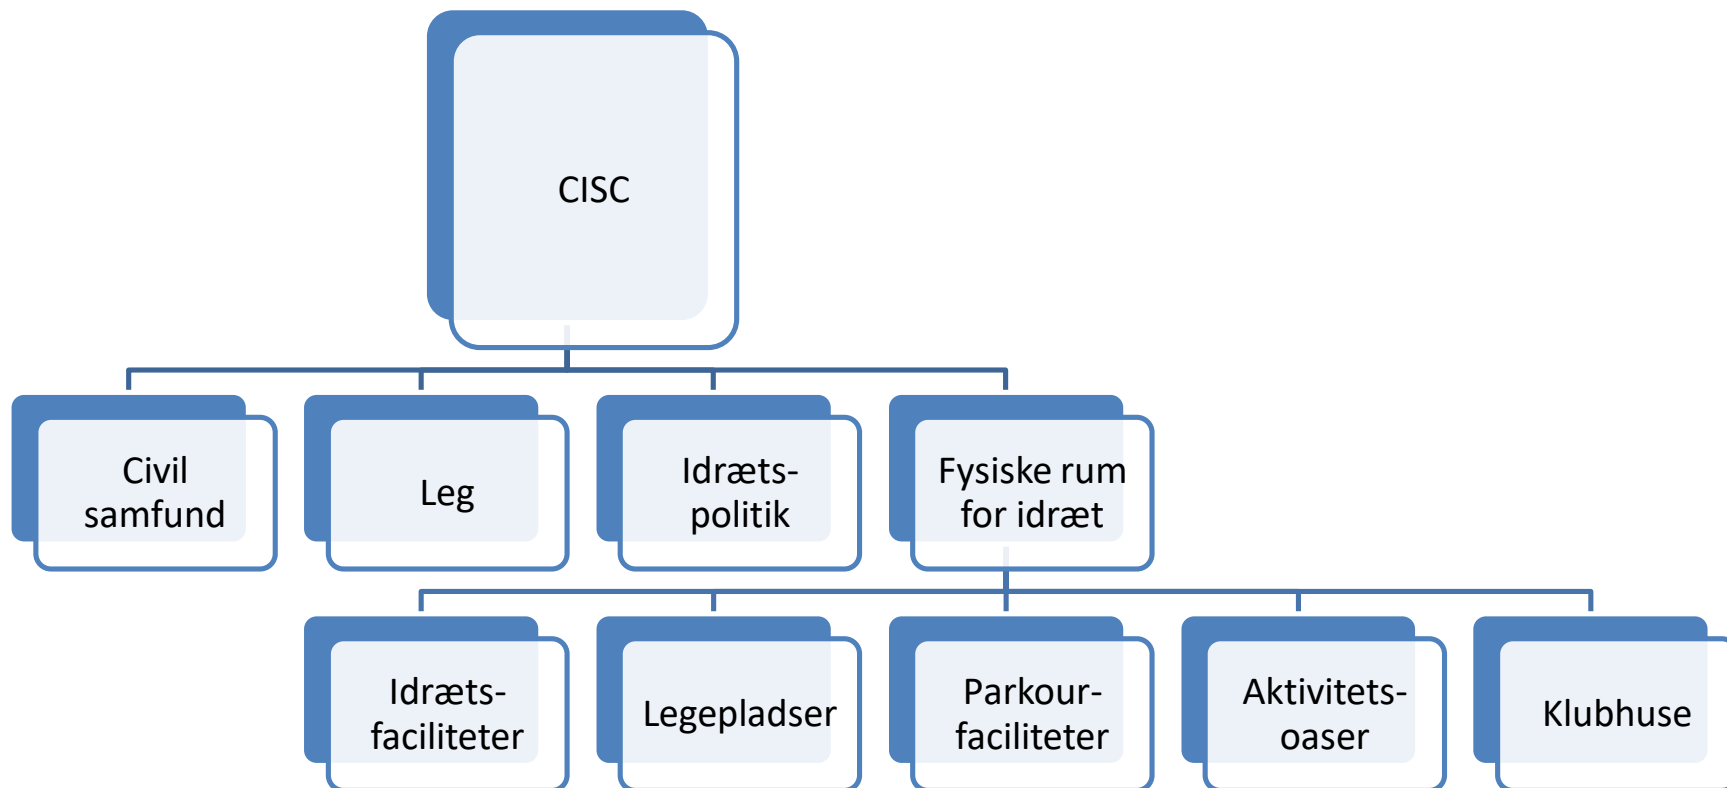 CISC
Civil
samfund
Leg
Idræts-
politik
Fysiske rum
for idræt
Idræts-
faciliteter
Legepladser
Parkour-
faciliteter
Aktivitets-
oaser
Klubhuse